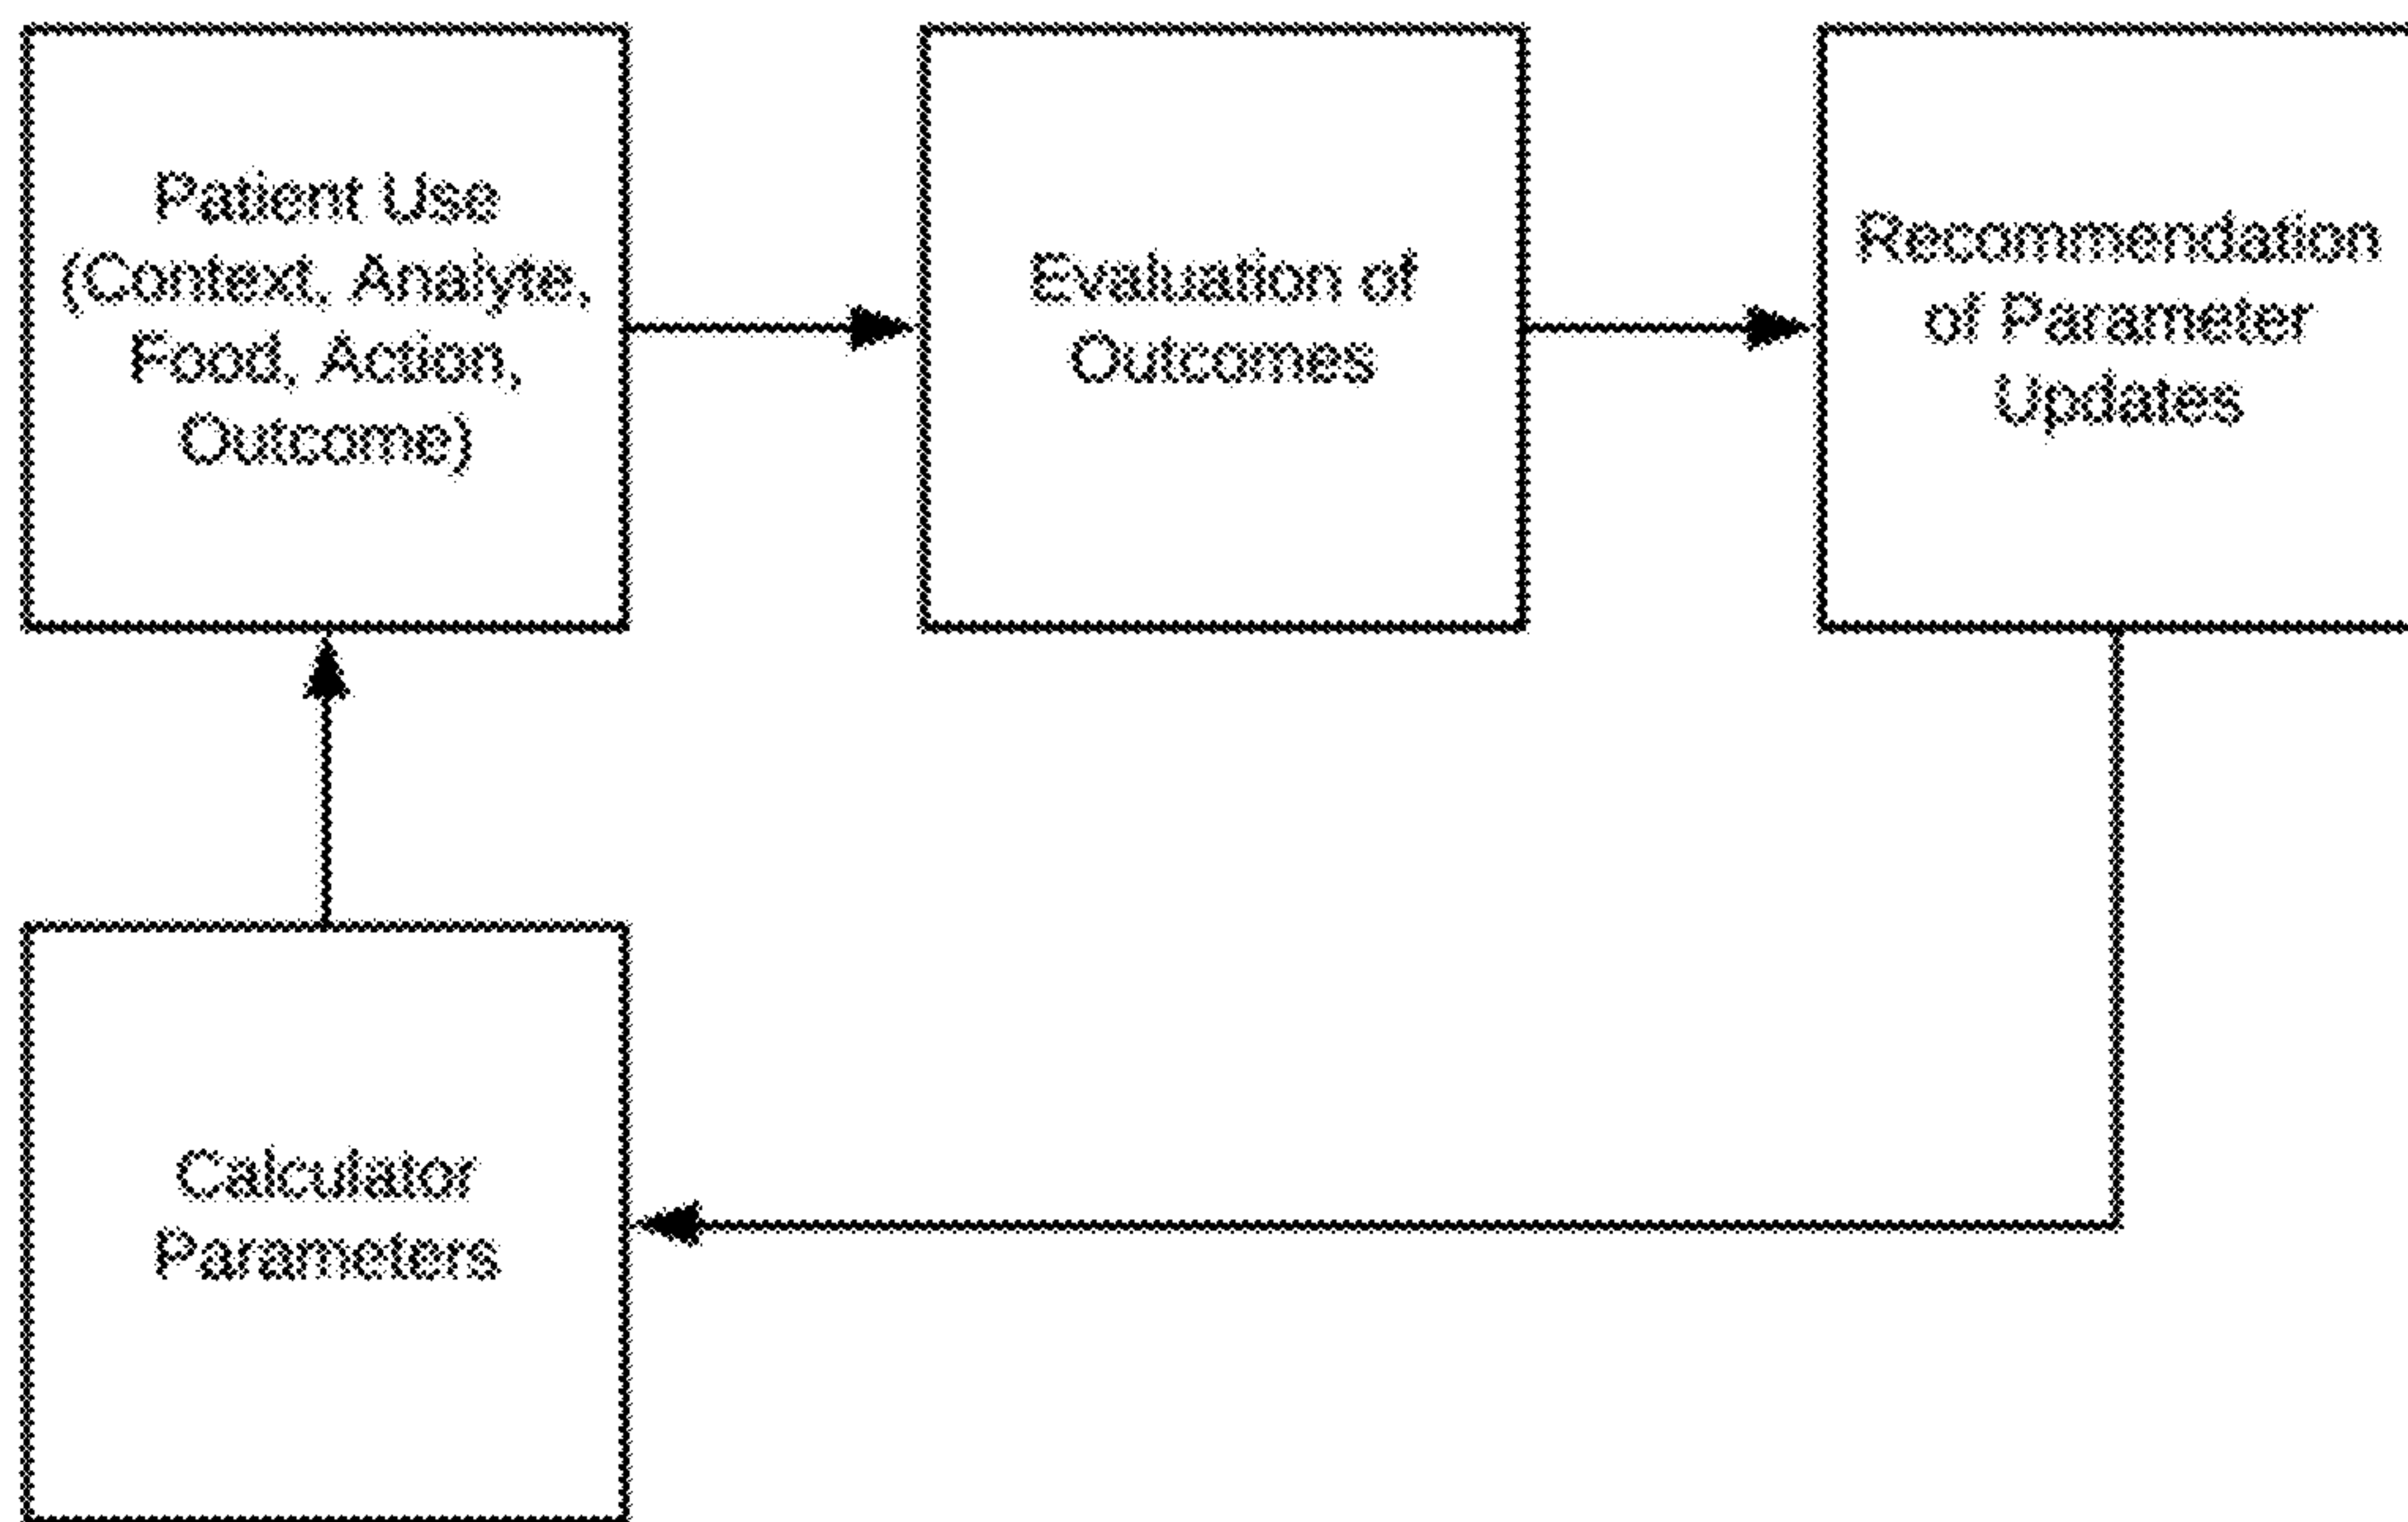 Patient Use
(Context, Analyte,
Food, Action,
Outcome)
Evaluation of
Outcomes
Recommendation
of Parameter
Updates
Calculator
Parameters